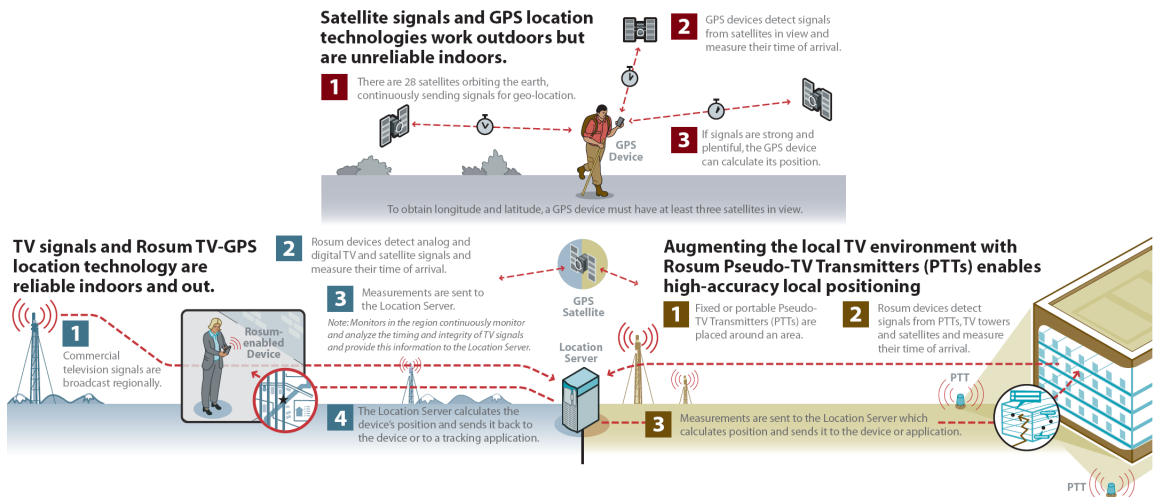 Satellite signals and GPS location
technologies work outdoors but
are unreliable indoors.
1
There are 28 satellites orbiting the earth,
continuously sending signals for geo-location.
2
GPS devices detect signals
from satellites in view and
measure their time of arrival.
GPS
Device
3
If signals are strong and
plentiful, the GPS device
can calculate its position.
To obtain longitude and latitude, a GPS device must have at least three satellites in view.
TV signals and Rosum TV-GPS
location technology are
reliable indoors and out.
1
Commercial
television signals are
broadcast regionally.
Rosum-
enabled
Device
2
Rosum devices detect analog and
digital TV and satellite signals and
measure their time of arrival.
3
Measurements are sent to
the Location Server.
Note: Monitors in the region continuously monitor
and analyze the timing and integrity of TV signals
and provide this information to the Location Server.
4
The Location Server calculates the
device's position and sends it back to
the device or to a tracking application.
GPS
Satellite
Location
Server
Augmenting the local TV environment with
Rosum Pseudo-TV Transmitters (PTTs) enables
high-accuracy local positioning
1
Fixed or portable Pseudo-
TV Transmitters (PTTs) are
placed around an area.
2
Rosum devices detect
signals from PTTs, TV towers
and satellites and measure
their time of arrival.
PTT
3
Measurements are sent to the Location Server which
calculates position and sends it to the device or application.
PTT